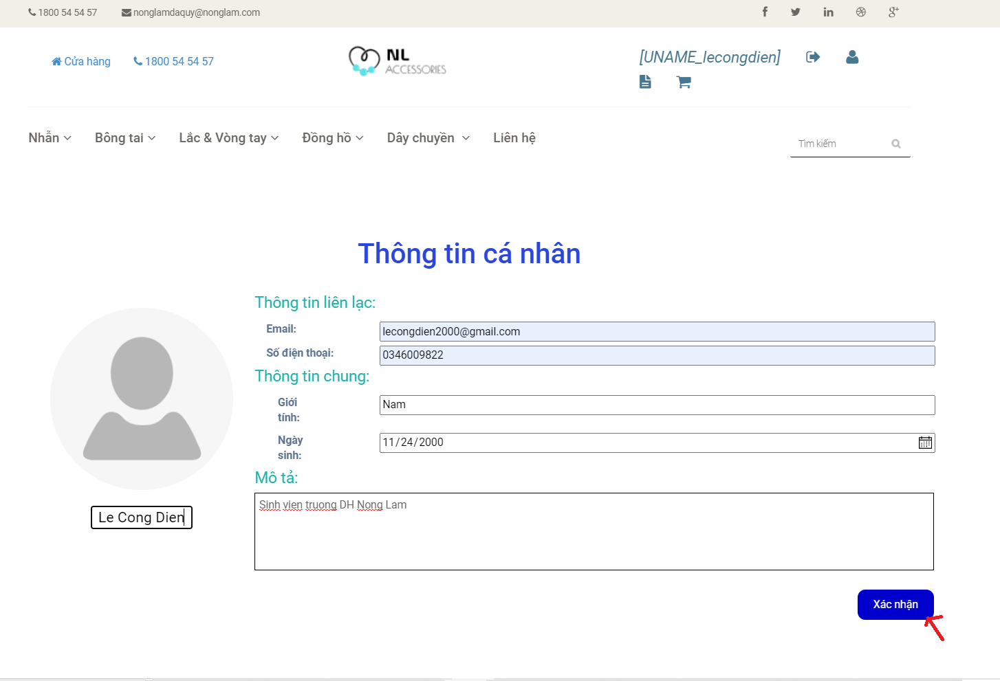 1800 54 54 57 nonglamdaquy@nonglam.com
Cửa hàng 1800 54 54 57
NL
ACCESSORIES
[UNAME_lecongdien]
Nhẫn Bông tai Lắc & Vòng tay Đồng hồ Dây chuyền Liên hệ
Tìm kiếm
Thông tin cá nhân
Thông tin liên lạc:
Email: lecongdien2000@gmail.com
Số điện thoại: 0346009822
Thông tin chung:
Giới
tính:
Nam
Ngày
sinh:
11/24/2000
Mô tả:
Sinh vien truong DH Nong Lam
Le Cong Dien
Xác nhận